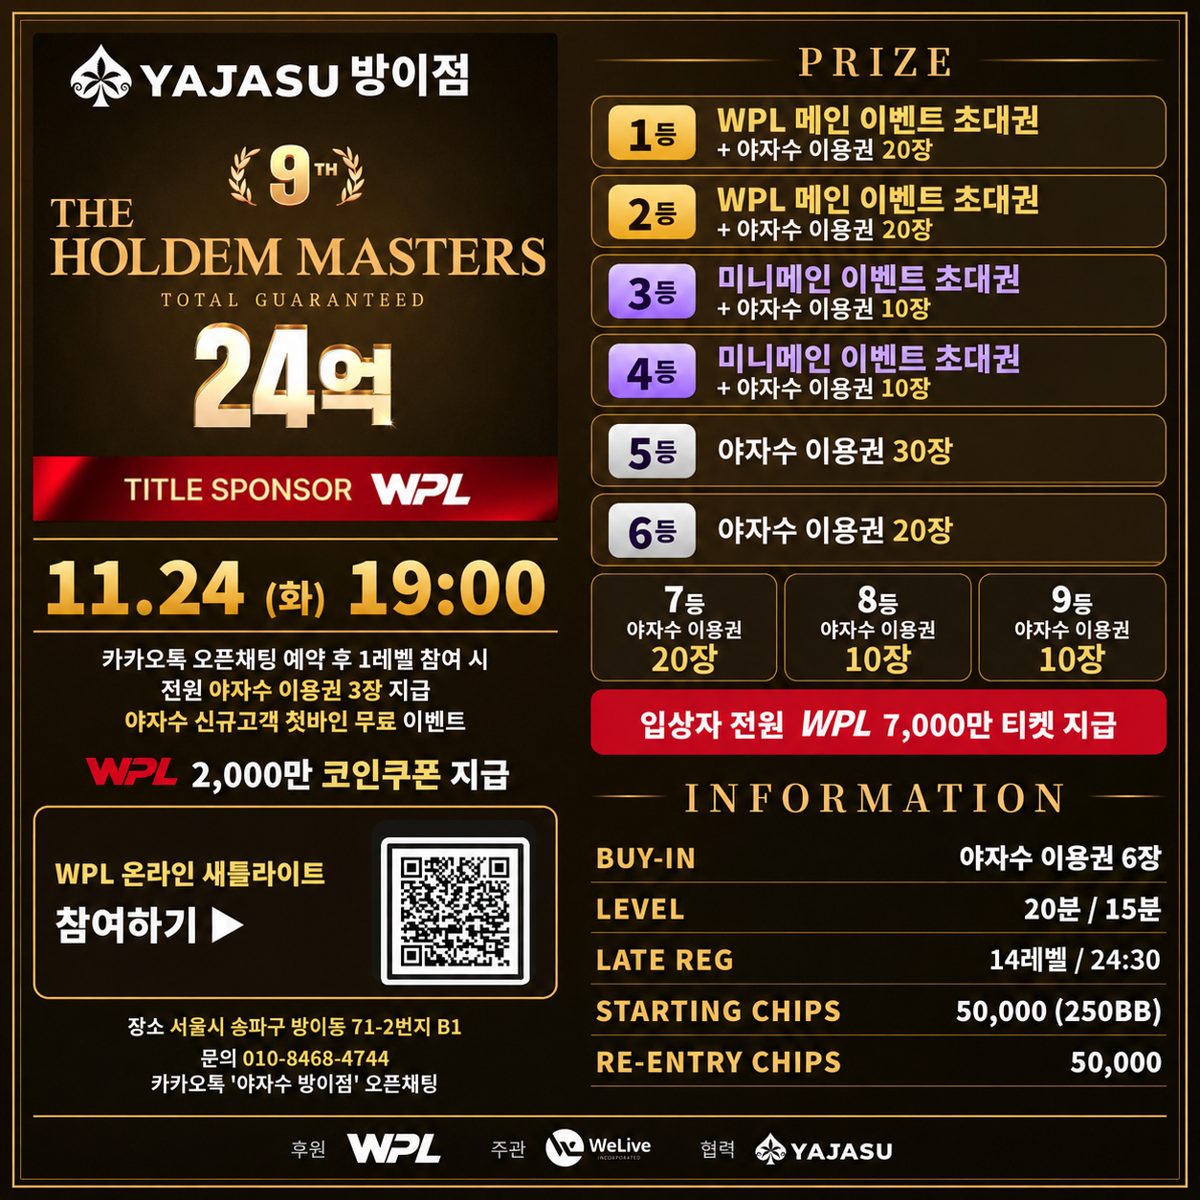 YAJASU 방이점
9TH
THE
HOLDEM MASTERS
TOTAL GUARANTEED
24억
TITLE SPONSOR WPL
11.24 (화) 19:00
카카오톡 오픈채팅 예약 후 1레벨 참여 시
전원 야자수 이용권 3장 지급
야자수 신규고객 첫바인 무료 이벤트
WPL 2,000만 코인쿠폰 지급
WPL 온라인 새틀라이트
참여하기 ▶
장소 서울시 송파구 방이동 71-2번지 B1
문의 010-8468-4744
카카오톡 '야자수 방이점' 오픈채팅
PRIZE
1등 WPL 메인 이벤트 초대권
+ 야자수 이용권 20장
2등 WPL 메인 이벤트 초대권
+ 야자수 이용권 20장
3등 미니메인 이벤트 초대권
+ 야자수 이용권 10장
4등 미니메인 이벤트 초대권
+ 야자수 이용권 10장
5등 야자수 이용권 30장
6등 야자수 이용권 20장
7등
야자수 이용권
20장
8등
야자수 이용권
10장
9등
야자수 이용권
10장
입상자 전원 WPL 7,000만 티켓 지급
INFORMATION
BUY-IN 야자수 이용권 6장
LEVEL 20분 / 15분
LATE REG 14레벨 / 24:30
STARTING CHIPS 50,000 (250BB)
RE-ENTRY CHIPS 50,000
후원 WPL 주관 WeLive INCORPORATED 협력 YAJASU